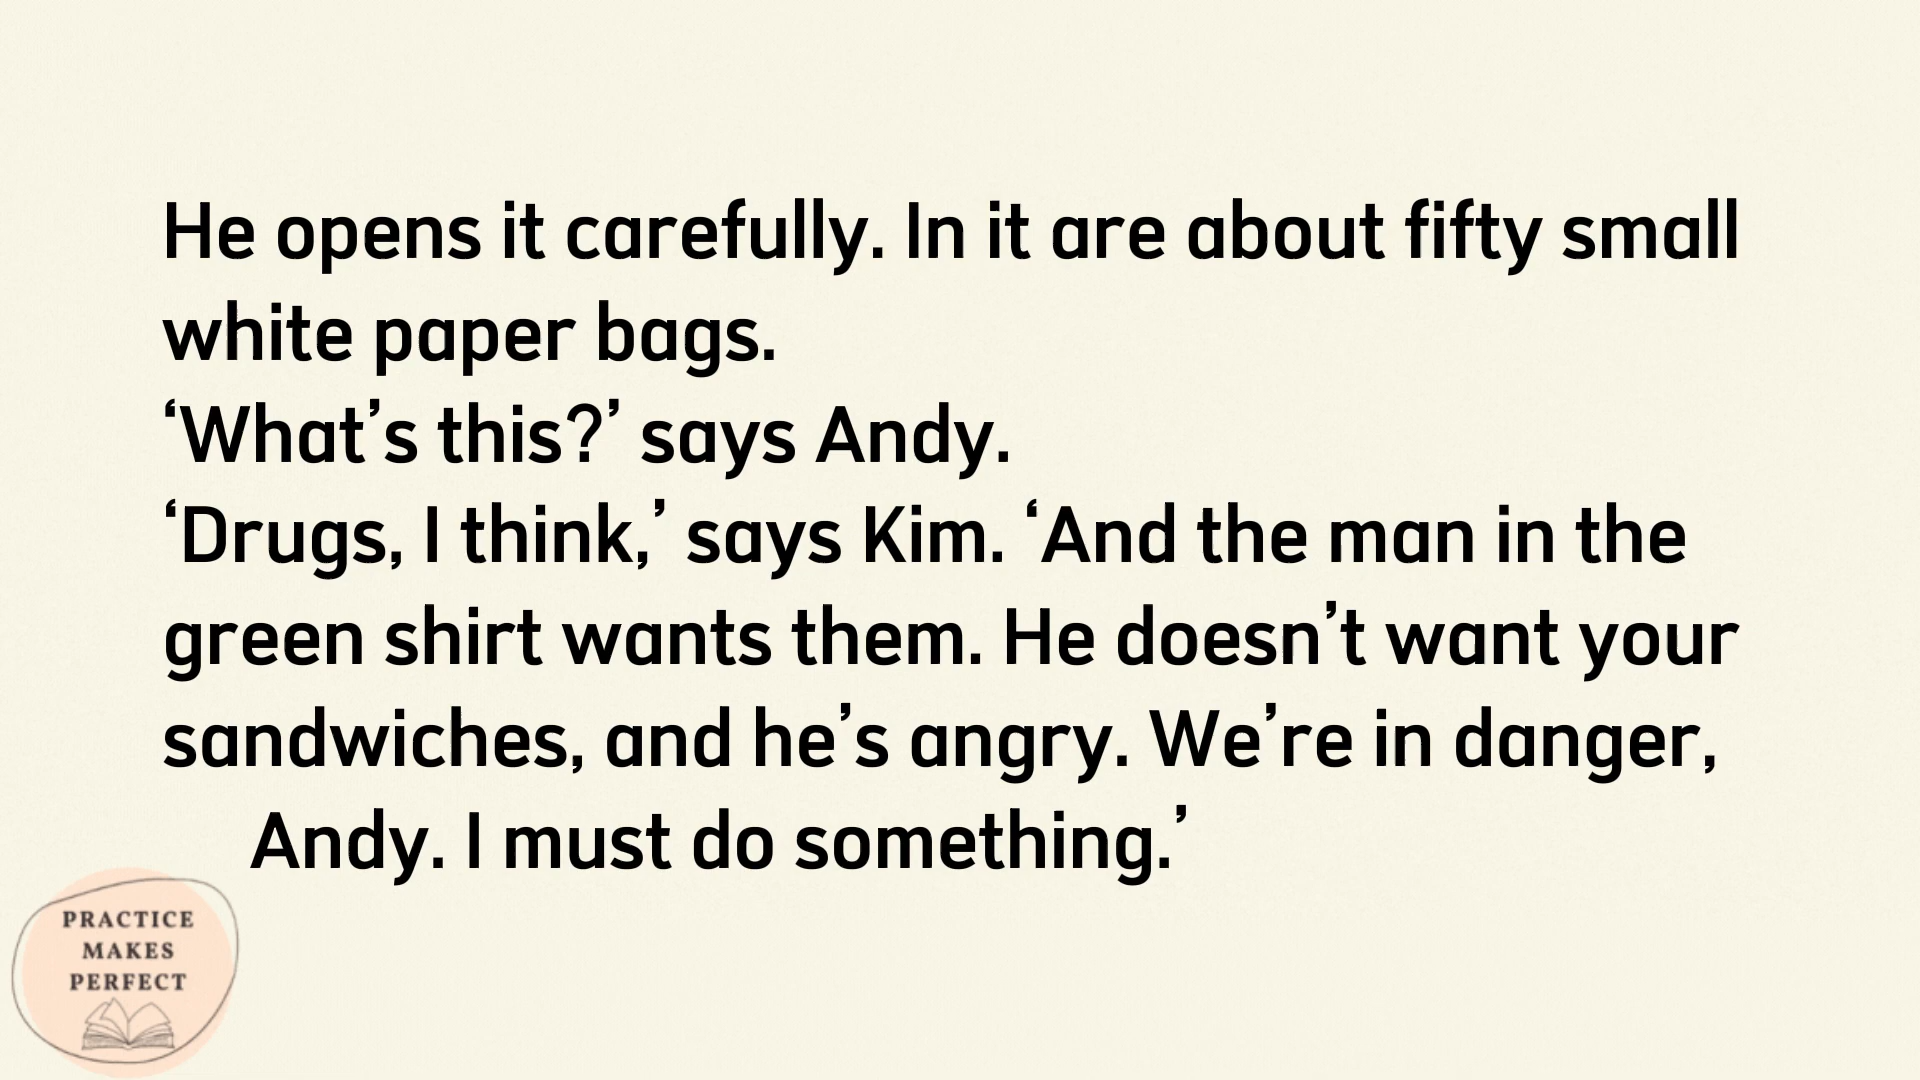 He opens it carefully. In it are about fifty small
white paper bags.
‘What’s this?’ says Andy.
‘Drugs, I think,’ says Kim. ‘And the man in the
green shirt wants them. He doesn’t want your
sandwiches, and he’s angry. We’re in danger,
Andy. I must do something.’
PRACTICE
MAKES
PERFECT